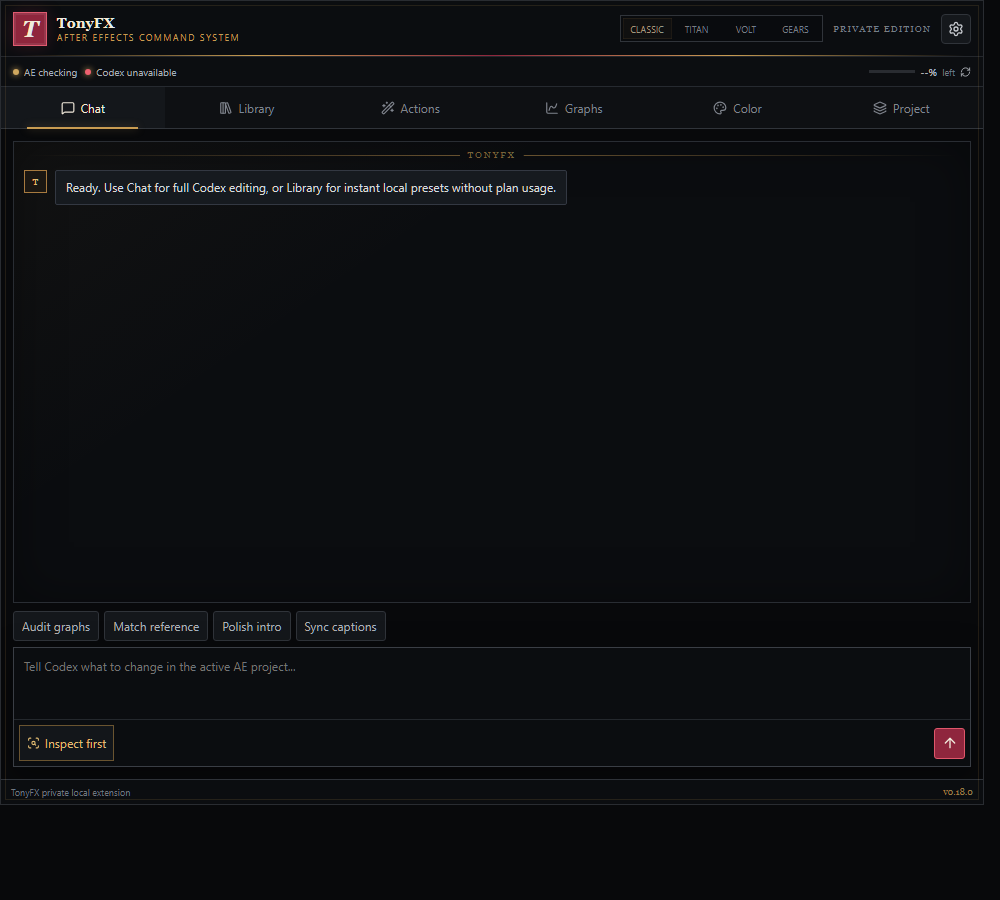 T TonyFX
AFTER EFFECTS COMMAND SYSTEM
CLASSIC TITAN VOLT GEARS PRIVATE EDITION
AE checking Codex unavailable --% left
Chat Library Actions Graphs Color Project
TONYFX
T Ready. Use Chat for full Codex editing, or Library for instant local presets without plan usage.
Audit graphs Match reference Polish intro Sync captions
Tell Codex what to change in the active AE project...
Inspect first
TonyFX private local extension v0.18.0